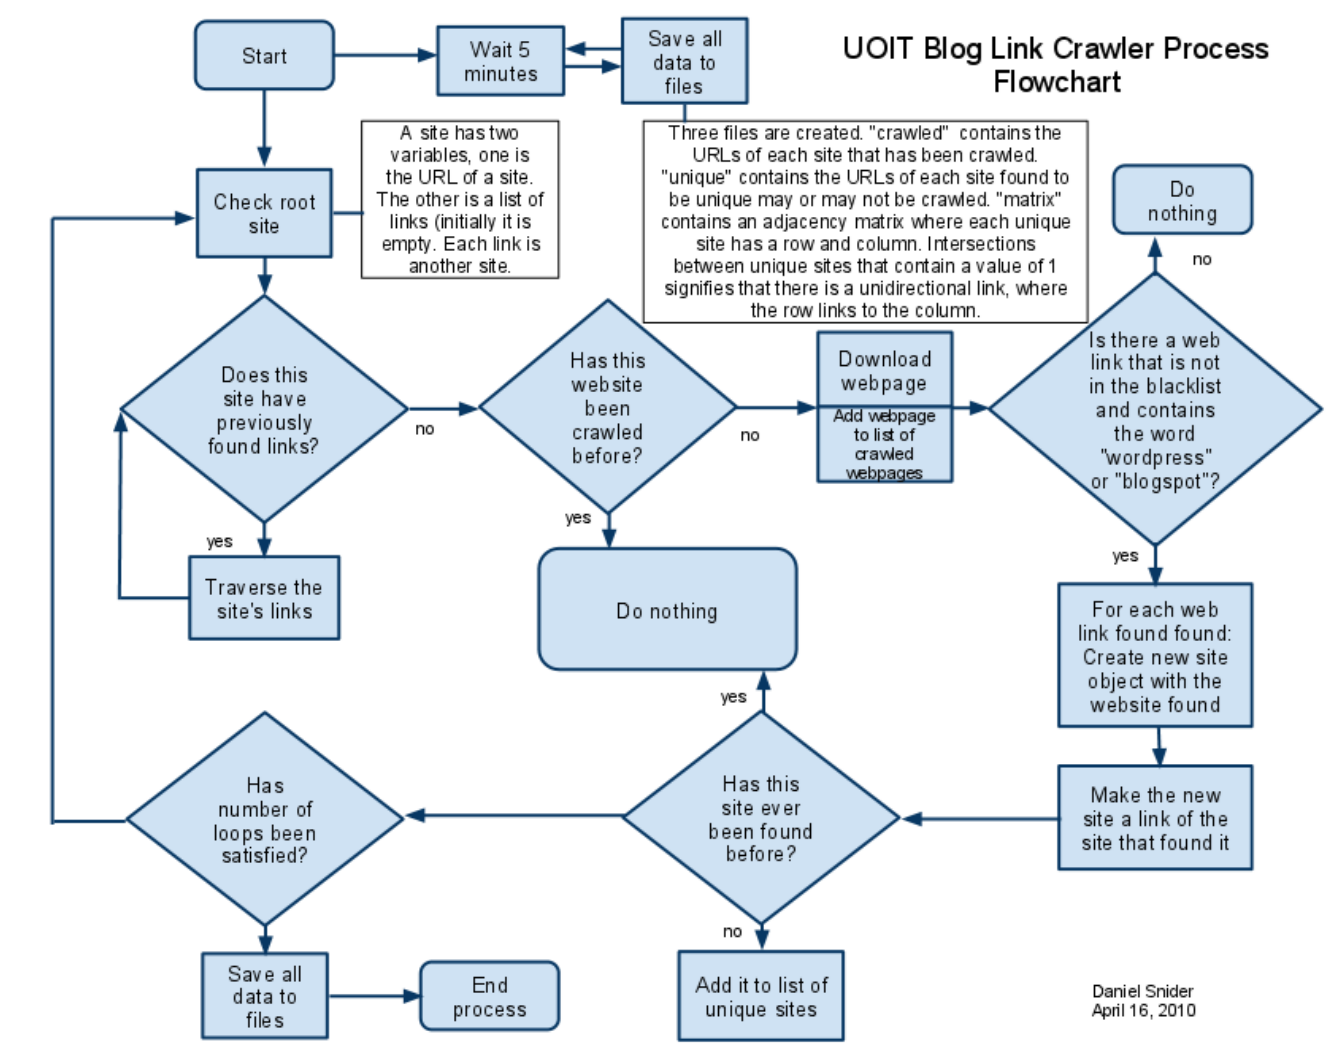 UOIT Blog Link Crawler Process
Flowchart
Start
Wait 5
minutes
Save all
data to
files
A site has two
variables, one is
the URL of a site.
The other is a list of
links (initially it is
empty. Each link is
another site.
Three files are created. "crawled" contains the
URLs of each site that has been crawled.
"unique" contains the URLs of each site found to
be unique may or may not be crawled. "matrix"
contains an adjacency matrix where each unique
site has a row and column. Intersections
between unique sites that contain a value of 1
signifies that there is a unidirectional link, where
the row links to the column.
Check root
site
Do
nothing
no
Does this
site have
previously
found links?
no
Has this
website
been
crawled
before?
no
Download
webpage
Add webpage
to list of
crawled
webpages
Is there a web
link that is not
in the blacklist
and contains
the word
"wordpress"
or "blogspot"?
yes
Traverse the
site's links
yes
Do nothing
yes
For each web
link found found:
Create new site
object with the
website found
yes
Has
number of
loops been
satisfied?
Has this
site ever
been found
before?
Make the new
site a link of the
site that found it
no
Save all
data to
files
End
process
Add it to list of
unique sites
Daniel Snider
April 16, 2010